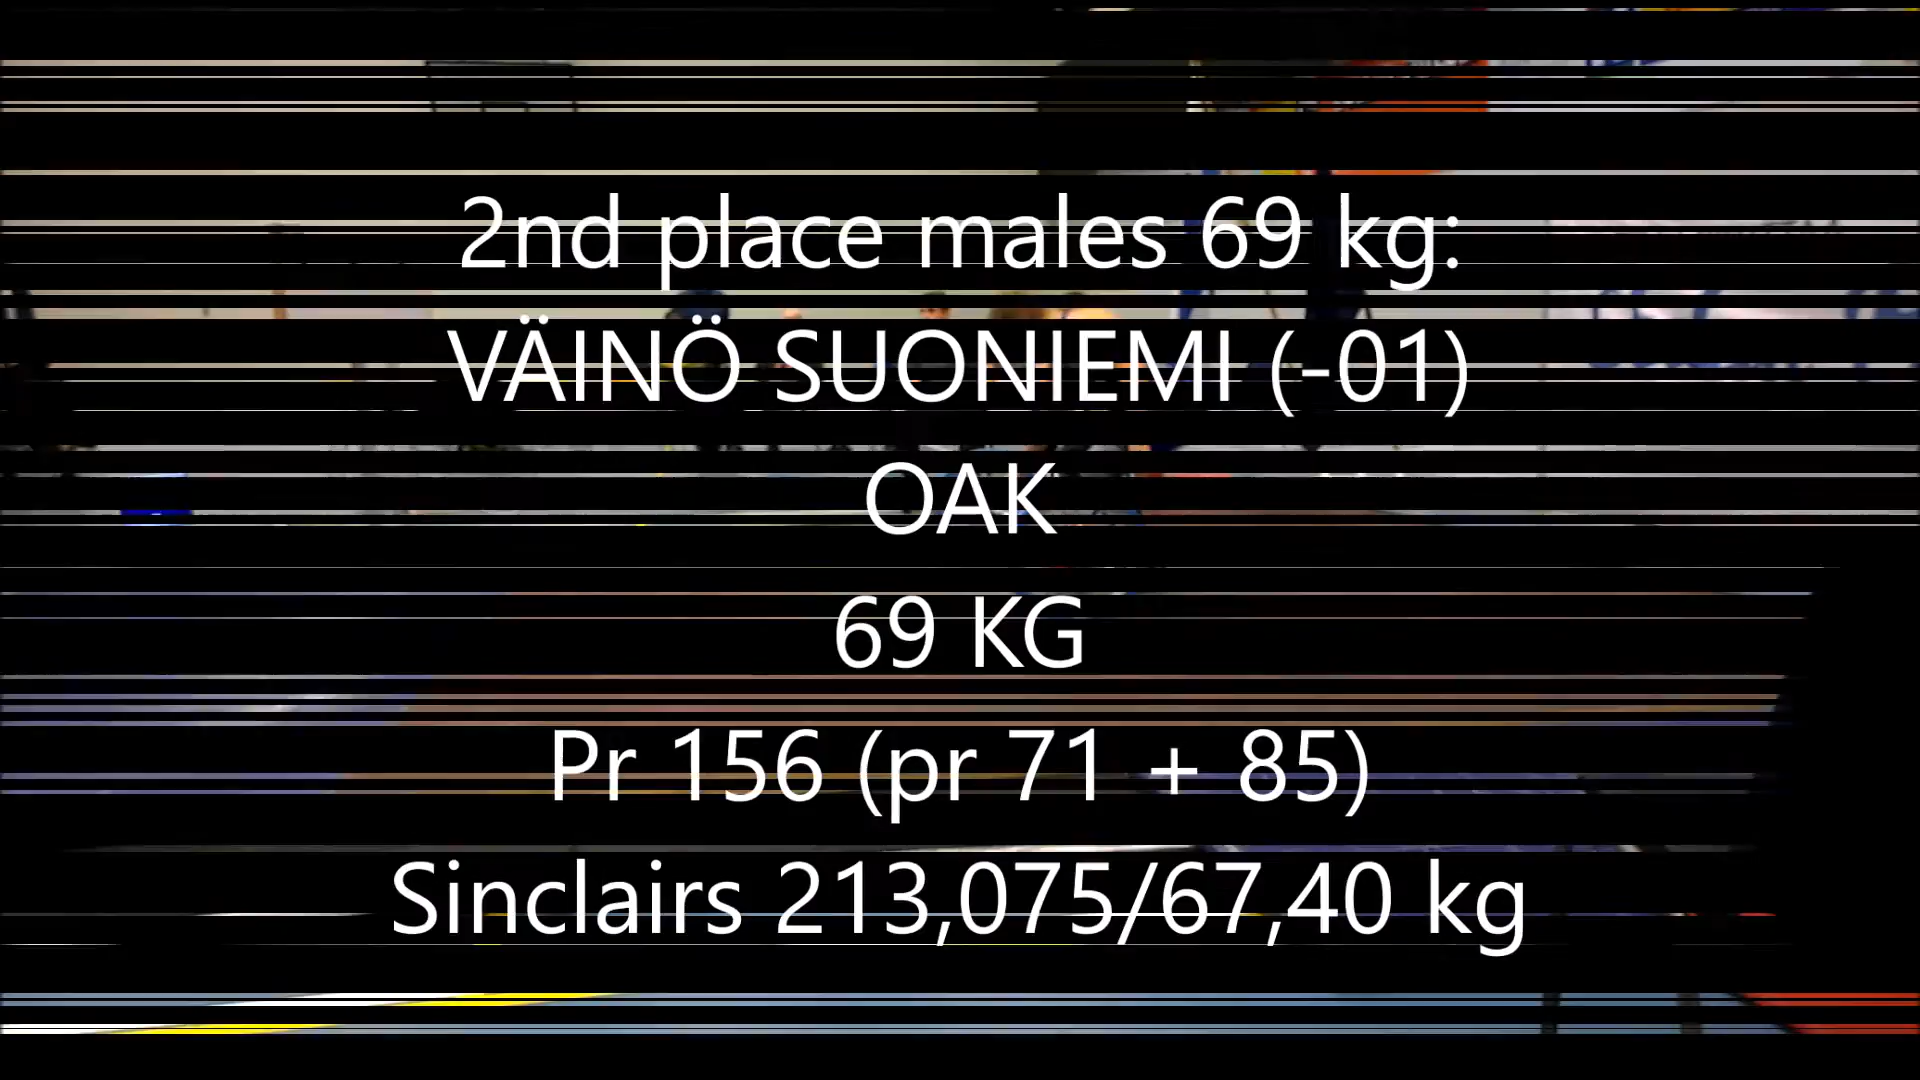 2nd place males 69 kg:
VÄINÖ SUONIEMI (-01)
OAK
69 KG
Pr 156 (pr 71 + 85)
Sinclairs 213,075/67,40 kg